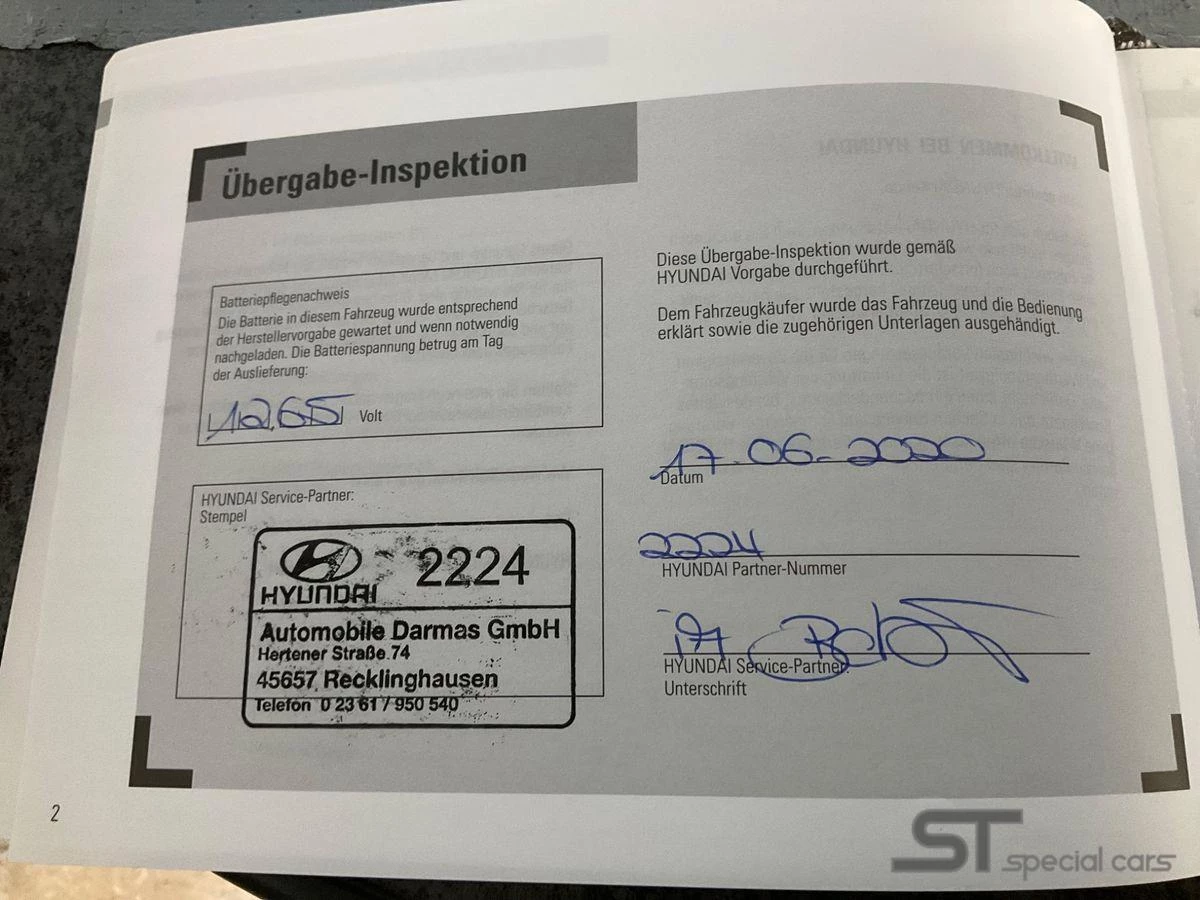 Übergabe-Inspektion
Batteriepflegenachweis
Die Batterie in diesem Fahrzeug wurde entsprechend
der Herstellervorgabe gewartet und wenn notwendig
nachgeladen. Die Batteriespannung betrug am Tag
der Auslieferung:
12,65 Volt
HYUNDAI Service-Partner:
Stempel
HYUNDAI 2224
Automobile Darmas GmbH
Hertener Straße 74
45657 Recklinghausen
Telefon 0 23 61 / 950 540
Diese Übergabe-Inspektion wurde gemäß
HYUNDAI Vorgabe durchgeführt.
Dem Fahrzeugkäufer wurde das Fahrzeug und die Bedienung
erklärt sowie die zugehörigen Unterlagen ausgehändigt.
17.06.2020
Datum
2224
HYUNDAI Partner-Nummer
HYUNDAI Service-Partner:
Unterschrift
2
ST special cars